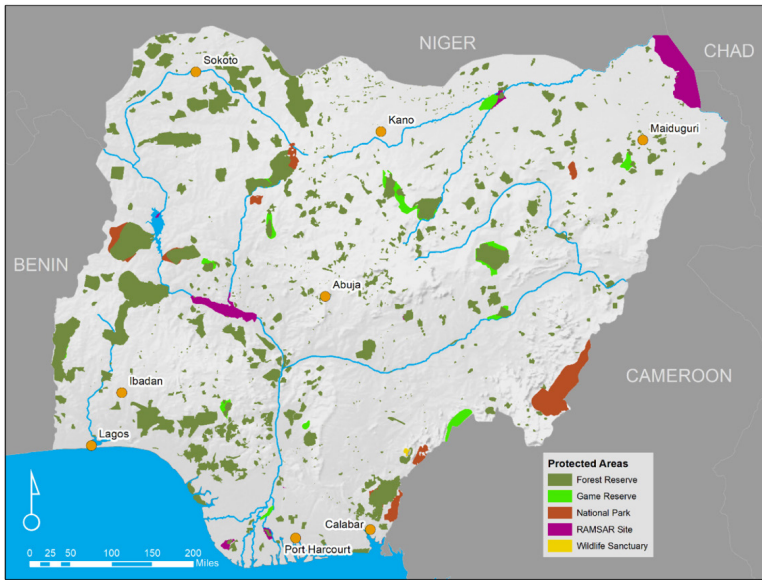 NIGER
CHAD
Sokoto
Kano
Maiduguri
BENIN
Abuja
CAMEROON
Ibadan
Lagos
Calabar
Port Harcourt
Protected Areas
Forest Reserve
Game Reserve
National Park
RAMSAR Site
Wildlife Sanctuary
0 25 50 100 150 200
Miles